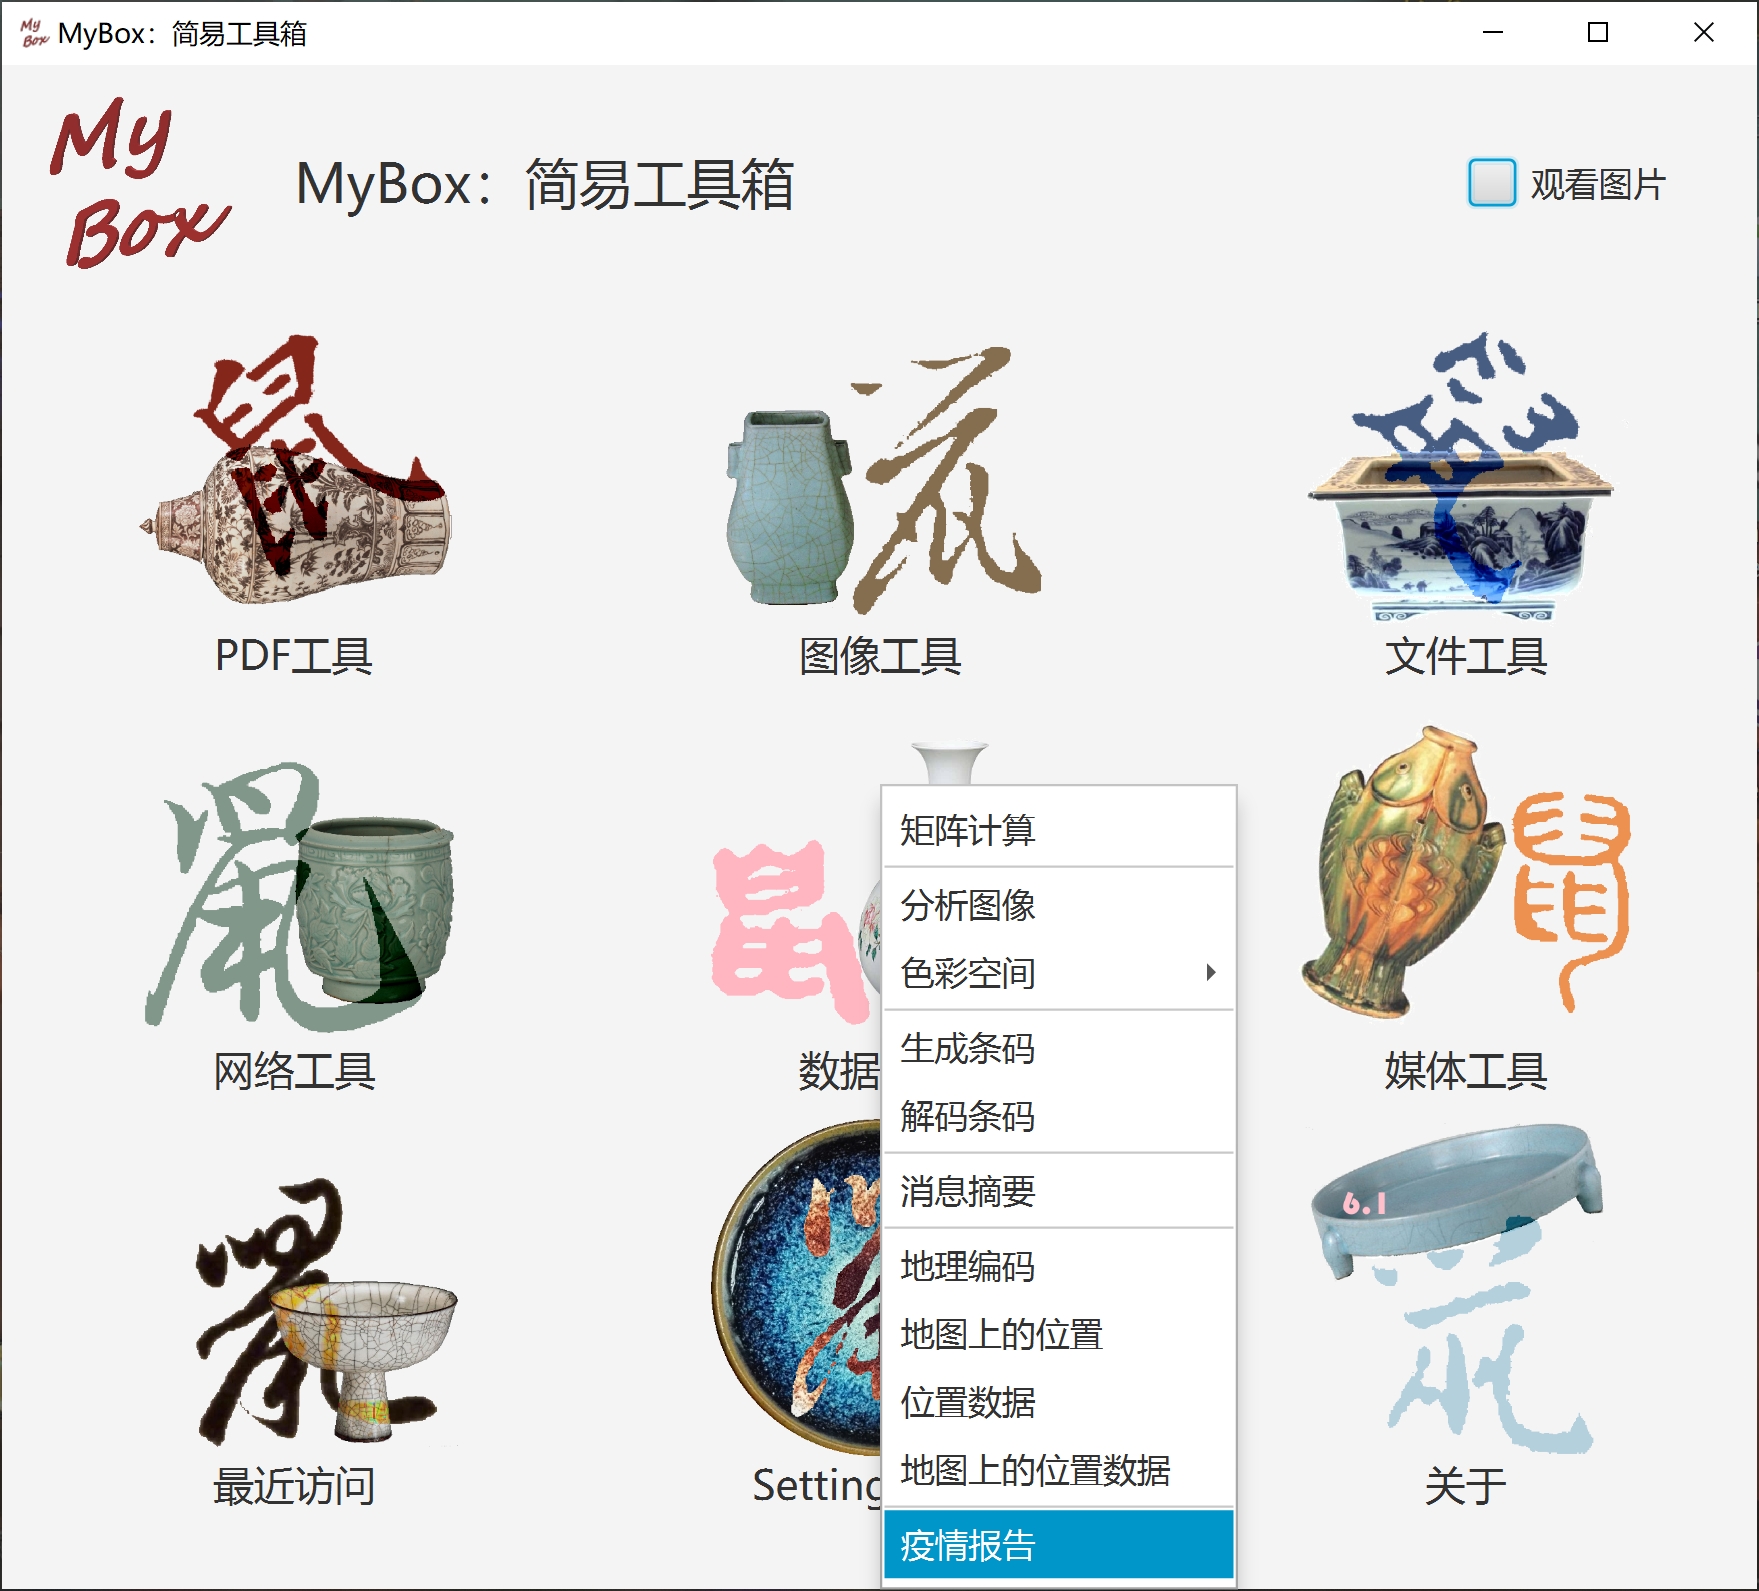 My Box MyBox：简易工具箱
My
Box
MyBox：简易工具箱
观看图片
鼠
PDF工具
图像工具
文件工具
网络工具
数据
媒体工具
矩阵计算
分析图像
色彩空间
生成条码
解码条码
消息摘要
地理编码
地图上的位置
位置数据
地图上的位置数据
疫情报告
6.1
最近访问
Setting
关于